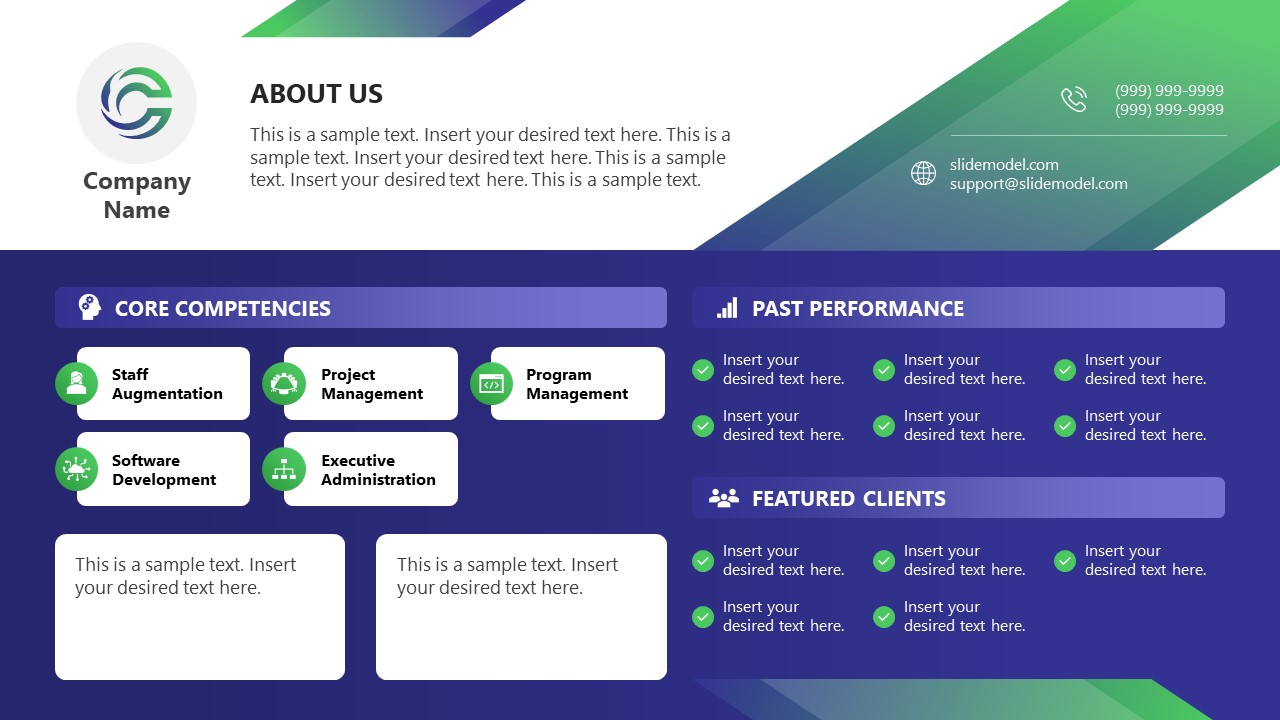 Company
Name
ABOUT US
This is a sample text. Insert your desired text here. This is a
sample text. Insert your desired text here. This is a sample
text. Insert your desired text here. This is a sample text.
(999) 999-9999
(999) 999-9999
slidemodel.com
support@slidemodel.com
CORE COMPETENCIES
Staff
Augmentation
Project
Management
Program
Management
Software
Development
Executive
Administration
This is a sample text. Insert
your desired text here.
This is a sample text. Insert
your desired text here.
PAST PERFORMANCE
Insert your
desired text here.
Insert your
desired text here.
Insert your
desired text here.
Insert your
desired text here.
Insert your
desired text here.
Insert your
desired text here.
FEATURED CLIENTS
Insert your
desired text here.
Insert your
desired text here.
Insert your
desired text here.
Insert your
desired text here.
Insert your
desired text here.